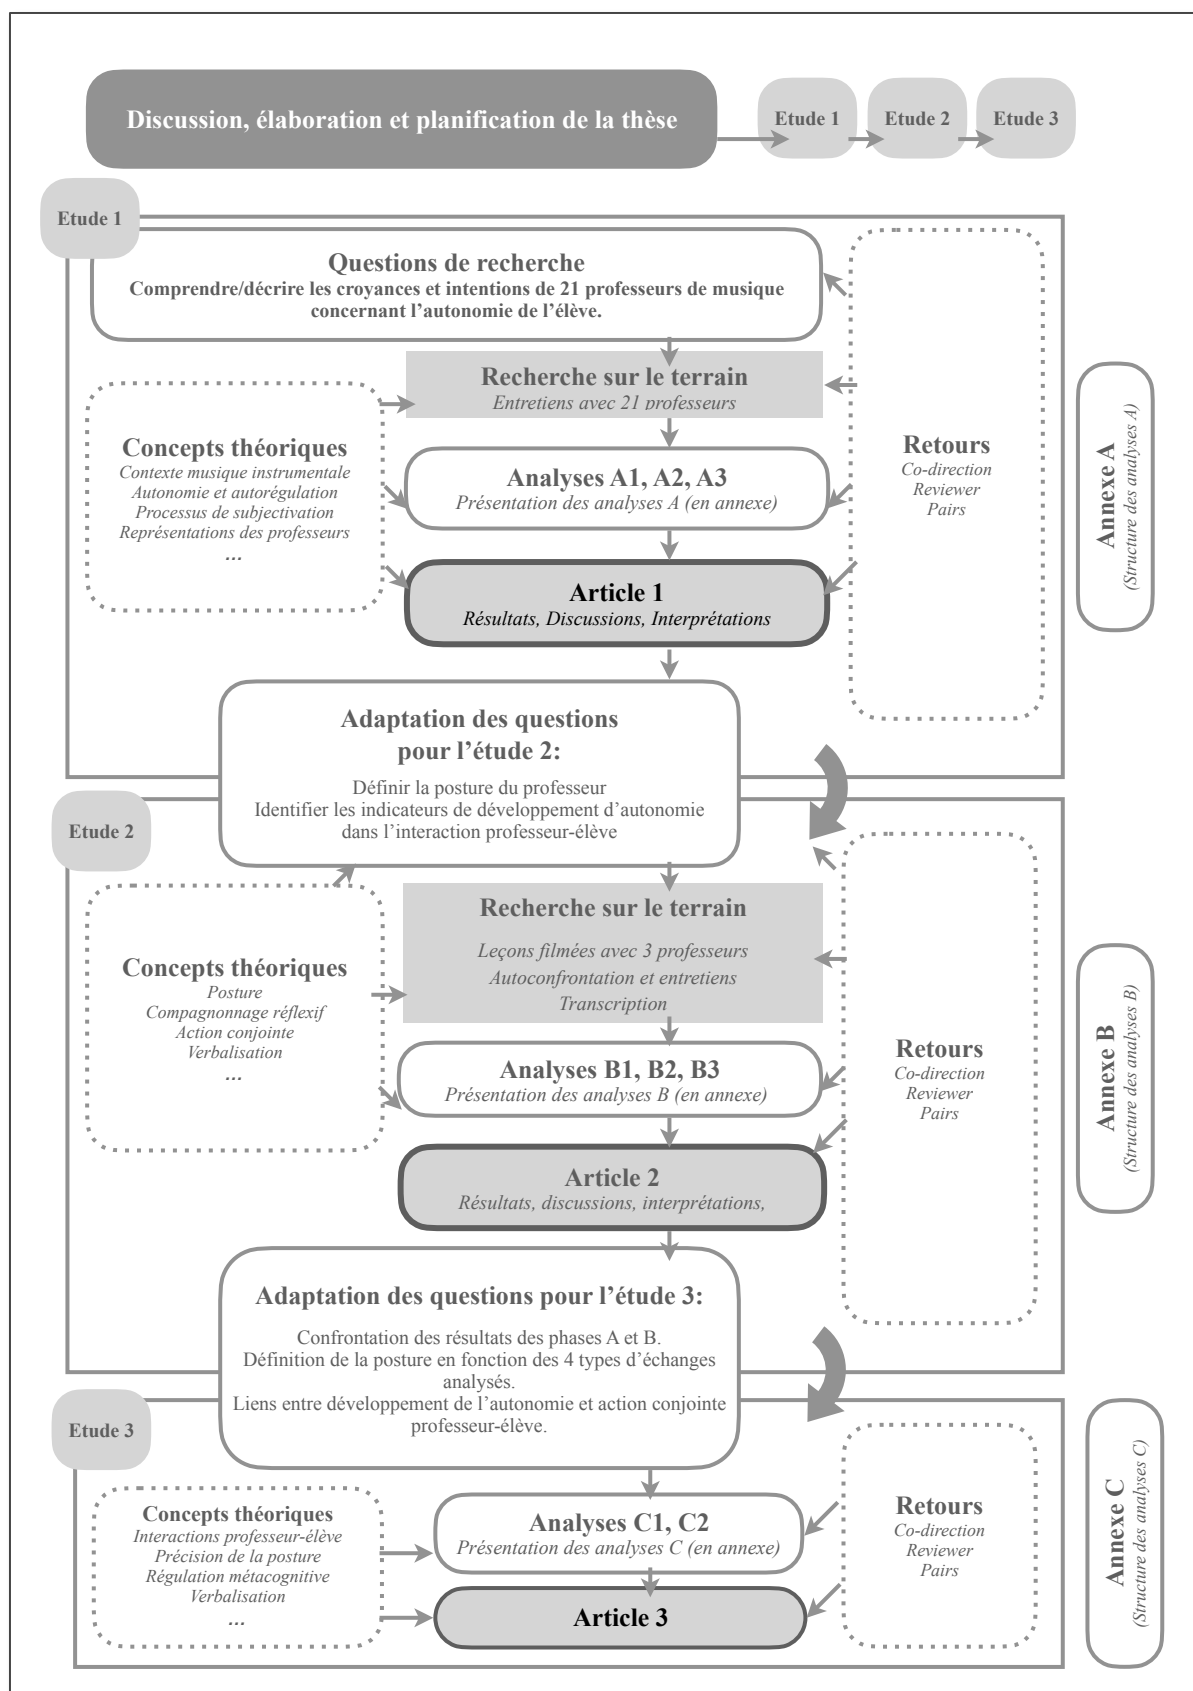 Discussion, élaboration et planification de la thèse
Etude 1
Etude 2
Etude 3
Etude 1
Questions de recherche
Comprendre/décrire les croyances et intentions de 21 professeurs de musique
concernant l’autonomie de l’élève.
Recherche sur le terrain
Entretiens avec 21 professeurs
Concepts théoriques
Contexte musique instrumentale
Autonomie et autorégulation
Processus de subjectivation
Représentations des professeurs
...
Analyses A1, A2, A3
Présentation des analyses A (en annexe)
Article 1
Résultats, Discussions, Interprétations
Retours
Co-direction
Reviewer
Pairs
Annexe A
(Structure des analyses A)
Adaptation des questions
pour l’étude 2:
Définir la posture du professeur
Identifier les indicateurs de développement d’autonomie
dans l’interaction professeur-élève
Etude 2
Recherche sur le terrain
Leçons filmées avec 3 professeurs
Autoconfrontation et entretiens
Transcription
Concepts théoriques
Posture
Compagnonnage réflexif
Action conjointe
Verbalisation
...
Analyses B1, B2, B3
Présentation des analyses B (en annexe)
Article 2
Résultats, discussions, interprétations,
Retours
Co-direction
Reviewer
Pairs
Annexe B
(Structure des analyses B)
Adaptation des questions pour l’étude 3:
Confrontation des résultats des phases A et B.
Définition de la posture en fonction des 4 types d’échanges
analysés.
Liens entre développement de l’autonomie et action conjointe
professeur-élève.
Etude 3
Concepts théoriques
Interactions professeur-élève
Précision de la posture
Régulation métacognitive
Verbalisation
...
Analyses C1, C2
Présentation des analyses C (en annexe)
Article 3
Retours
Co-direction
Reviewer
Pairs
Annexe C
(Structure des analyses C)